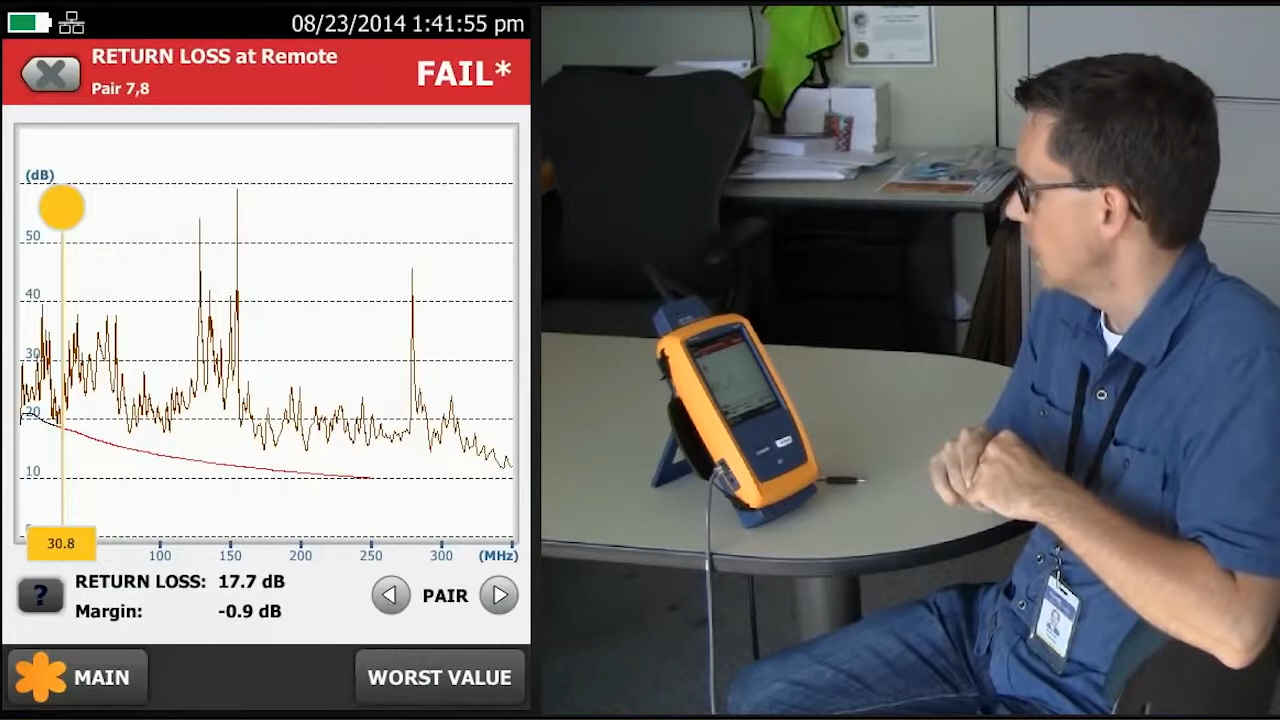 08/23/2014 1:41:55 pm
RETURN LOSS at Remote
FAIL*
Pair 7,8
(dB)
50
40
30
20
10
0
30.8
100
150
200
250
300
(MHz)
?
RETURN LOSS: 17.7 dB
PAIR
Margin: -0.9 dB
MAIN
WORST VALUE